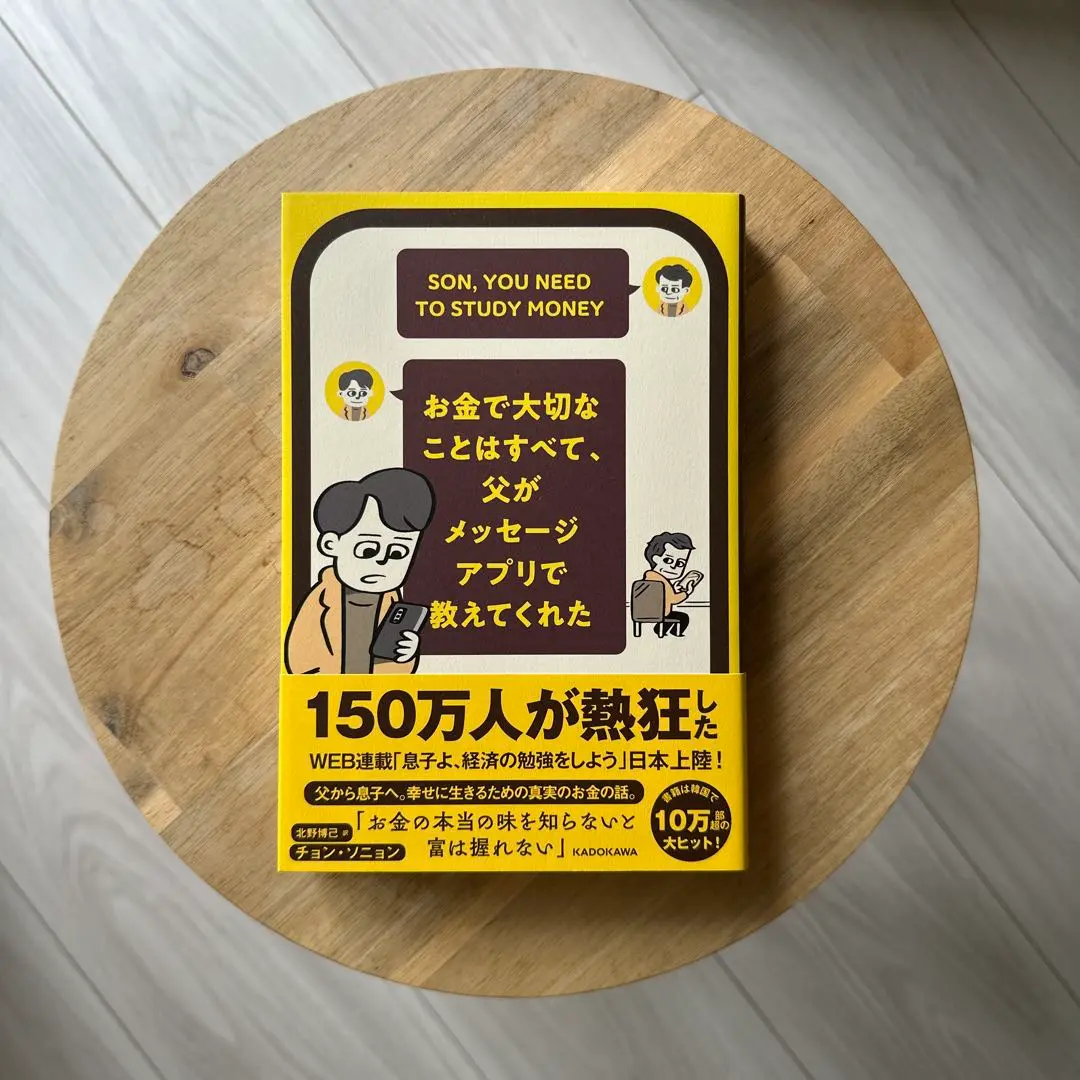 SON, YOU NEED
TO STUDY MONEY
お金で大切な
ことはすべて、
父が
メッセージ
アプリで
教えてくれた
150万人が熱狂した
WEB連載「息子よ、経済の勉強をしよう」日本上陸!
父から息子へ。幸せに生きるための真実のお金の話。
「お金の本当の味を知らないと
富は握れない」
北野博己 訳
チョン・ソニョン
KADOKAWA
書籍は韓国で
10万部超の
大ヒット!